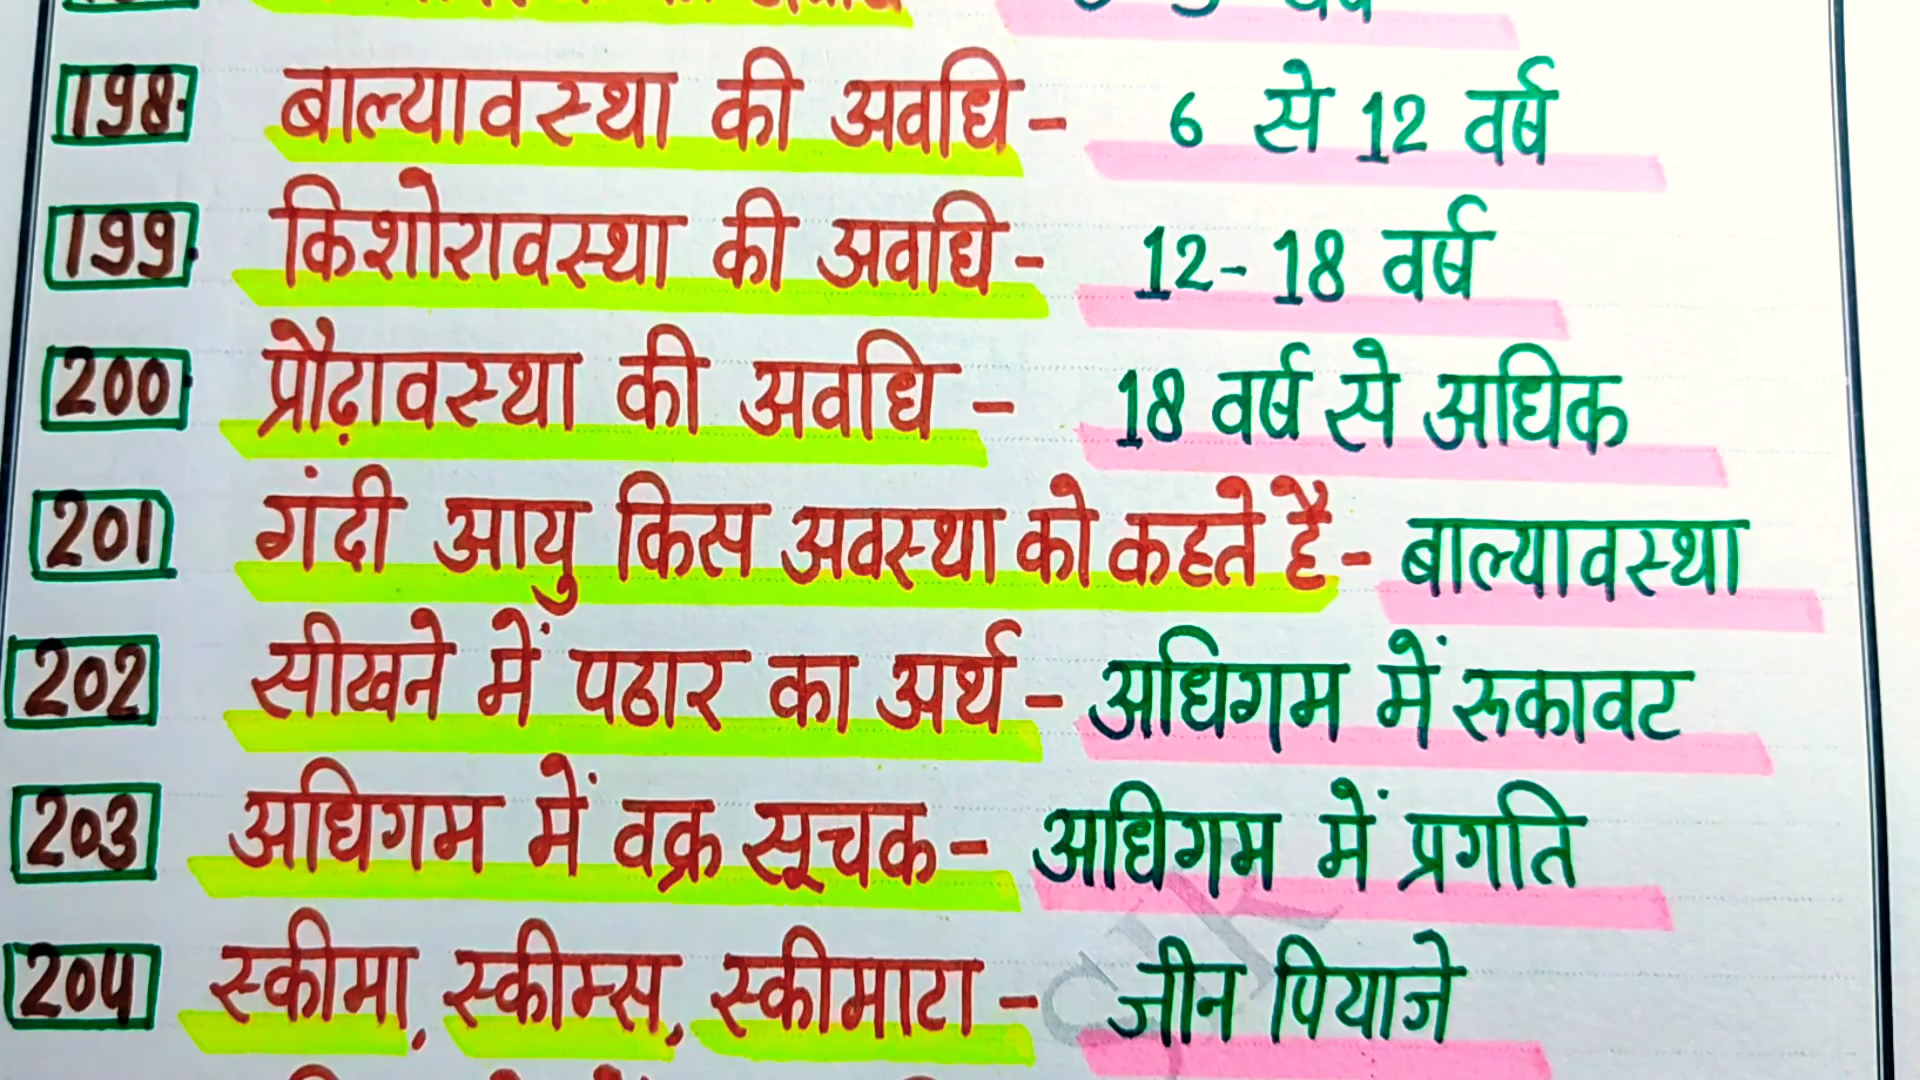 198. बाल्यावस्था की अवधि - 6 से 12 वर्ष
199. किशोरावस्था की अवधि - 12-18 वर्ष
200. प्रौढ़ावस्था की अवधि - 18 वर्ष से अधिक
201 गंदी आयु किस अवस्था को कहते है - बाल्यावस्था
202 सीखने में पठार का अर्थ - अधिगम में रुकावट
203 अधिगम में वक्र सूचक - अधिगम में प्रगति
204 स्कीमा, स्कीम्स, स्कीमाटा - जीन पियाजे